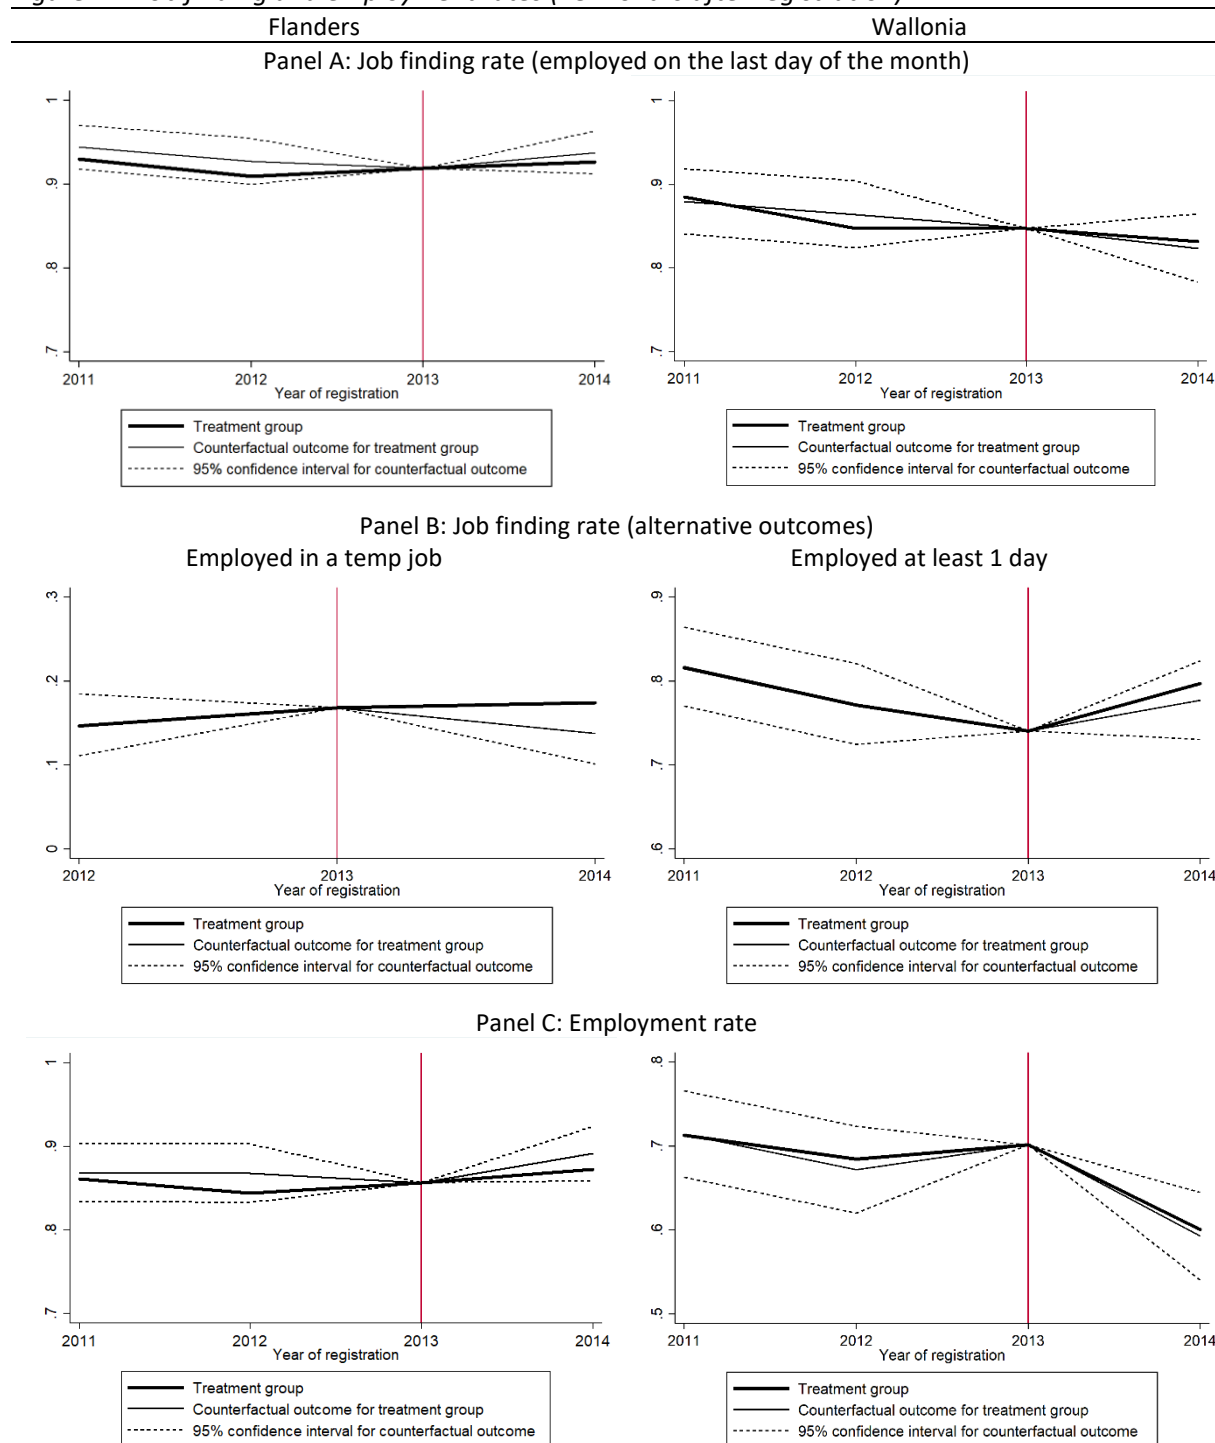 Flanders Wallonia
Panel A: Job finding rate (employed on the last day of the month)
1
.9
.8
.7
2011 2012 2013 2014
Year of registration
Treatment group
Counterfactual outcome for treatment group
95% confidence interval for counterfactual outcome
1
.9
.8
.7
2011 2012 2013 2014
Year of registration
Treatment group
Counterfactual outcome for treatment group
95% confidence interval for counterfactual outcome
Panel B: Job finding rate (alternative outcomes)
Employed in a temp job Employed at least 1 day
.3
.2
.1
0
2012 2013 2014
Year of registration
Treatment group
Counterfactual outcome for treatment group
95% confidence interval for counterfactual outcome
.9
.8
.7
.6
2011 2012 2013 2014
Year of registration
Treatment group
Counterfactual outcome for treatment group
95% confidence interval for counterfactual outcome
Panel C: Employment rate
1
.9
.8
.7
2011 2012 2013 2014
Year of registration
Treatment group
Counterfactual outcome for treatment group
95% confidence interval for counterfactual outcome
.8
.7
.6
.5
2011 2012 2013 2014
Year of registration
Treatment group
Counterfactual outcome for treatment group
95% confidence interval for counterfactual outcome